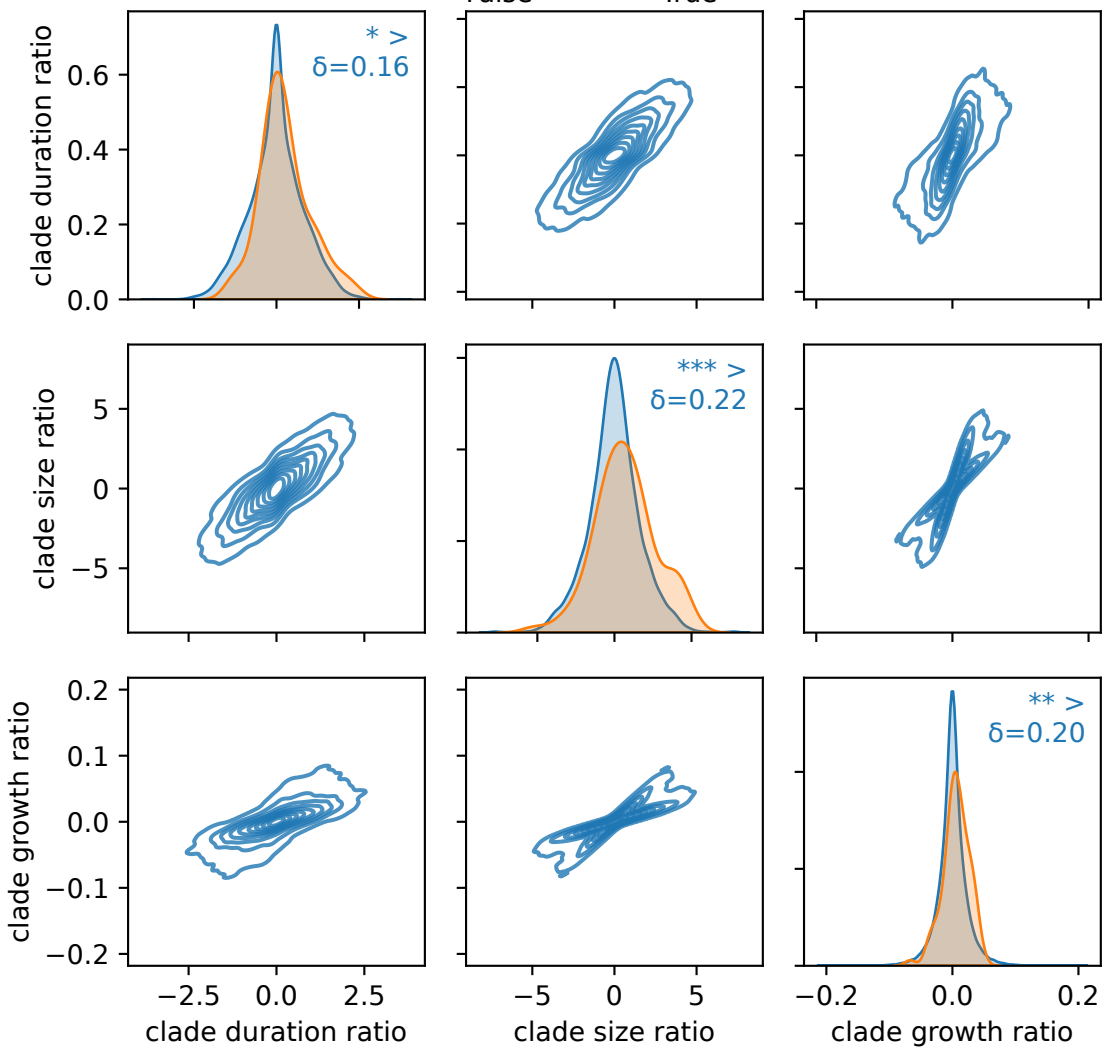 False True
clade duration ratio
* >
δ=0.16
0.6
0.4
0.2
0.0
clade size ratio
*** >
δ=0.22
5
0
−5
clade growth ratio
** >
δ=0.20
0.2
0.1
0.0
−0.1
−0.2
−2.5 0.0 2.5 −5 0 5 −0.2 0.0 0.2
clade duration ratio clade size ratio clade growth ratio